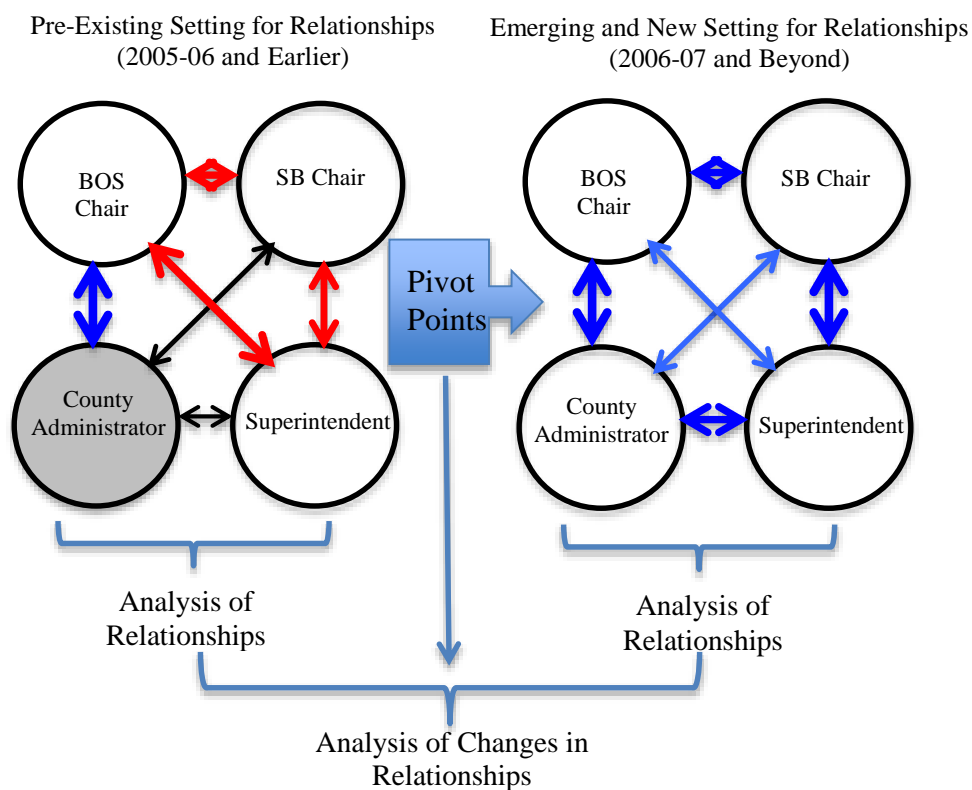 Pre-Existing Setting for Relationships
(2005-06 and Earlier)
Emerging and New Setting for Relationships
(2006-07 and Beyond)
BOS
Chair
SB Chair
County
Administrator
Superintendent
Pivot
Points
BOS
Chair
SB Chair
County
Administrator
Superintendent
Analysis of
Relationships
Analysis of
Relationships
Analysis of Changes in
Relationships